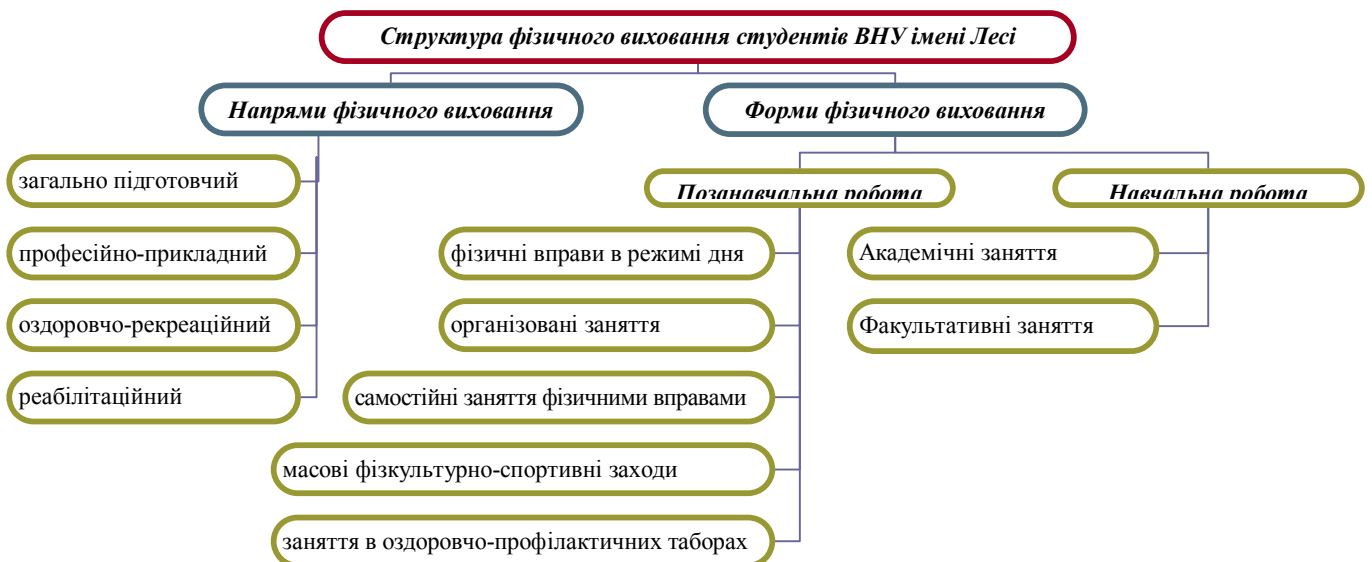 Структура фізичного виховання студентів ВНУ імені Лесі
Напрями фізичного виховання
Форми фізичного виховання
загально підготовчий
професійно-прикладний
оздоровчо-рекреаційний
реабілітаційний
Позанавчальна робота
Навчальна робота
фізичні вправи в режимі дня
організовані заняття
самостійні заняття фізичними вправами
масові фізкультурно-спортивні заходи
заняття в оздоровчо-профілактичних таборах
Академічні заняття
Факультативні заняття